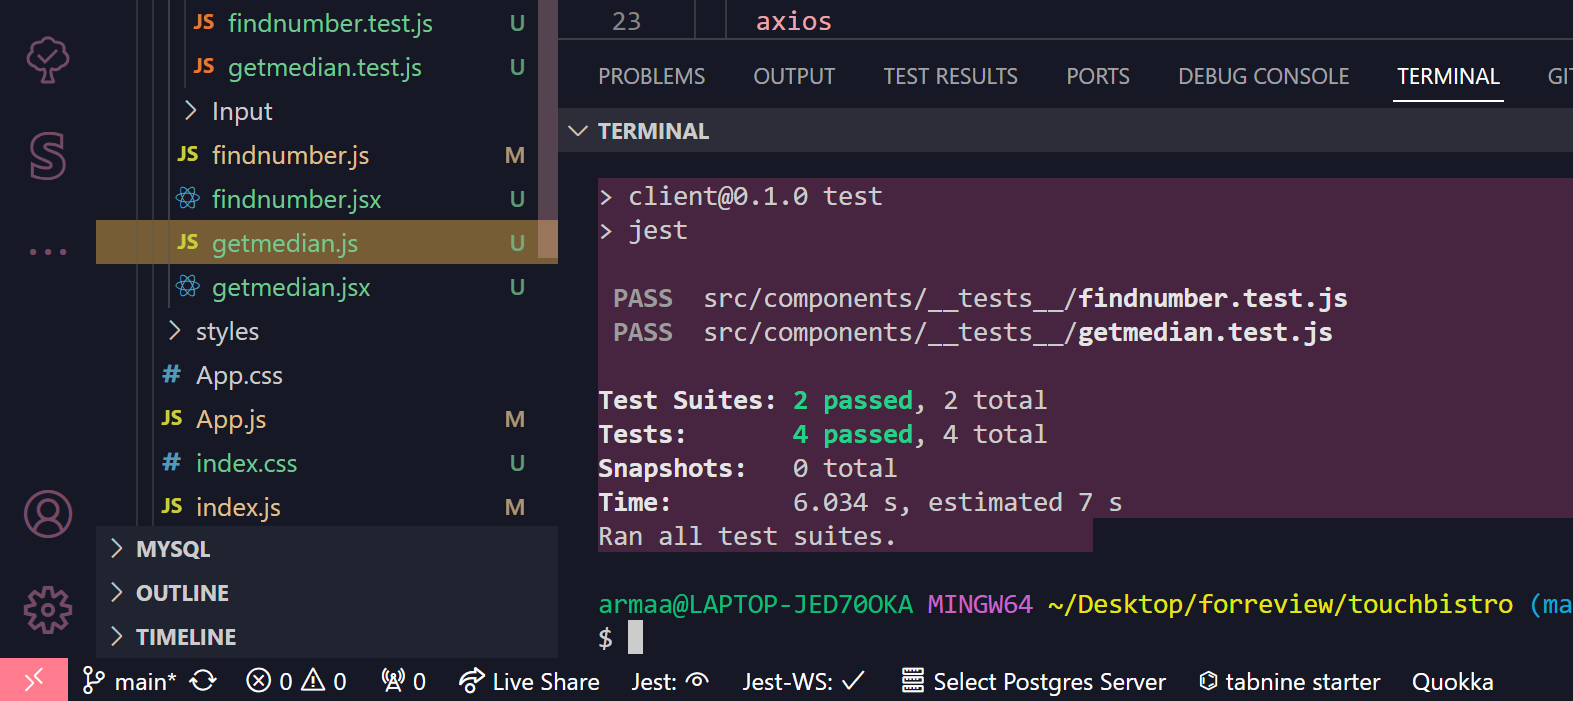 JS findnumber.test.js U
JS getmedian.test.js U
Input
JS findnumber.js M
findnumber.jsx U
JS getmedian.js U
getmedian.jsx U
styles
# App.css
JS App.js M
# index.css U
JS index.js M
MYSQL
OUTLINE
TIMELINE
23 axios
PROBLEMS OUTPUT TEST RESULTS PORTS DEBUG CONSOLE TERMINAL GI
TERMINAL
> client@0.1.0 test
> jest
PASS src/components/__tests__/findnumber.test.js
PASS src/components/__tests__/getmedian.test.js
Test Suites: 2 passed, 2 total
Tests: 4 passed, 4 total
Snapshots: 0 total
Time: 6.034 s, estimated 7 s
Ran all test suites.
armaa@LAPTOP-JED70OKA MINGW64 ~/Desktop/forreview/touchbistro (ma
$
main* 0 0 0 Live Share Jest: Jest-WS: ✓ Select Postgres Server tabnine starter Quokka